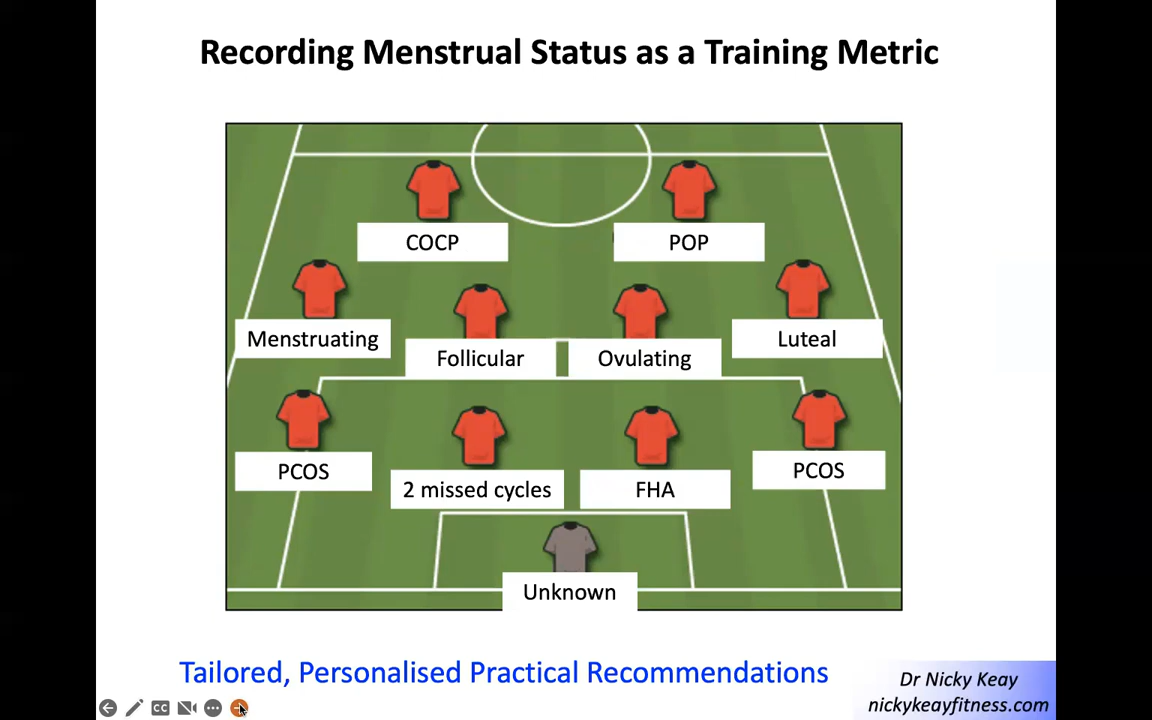 Recording Menstrual Status as a Training Metric
COCP
POP
Menstruating
Follicular
Ovulating
Luteal
PCOS
2 missed cycles
FHA
PCOS
Unknown
Tailored, Personalised Practical Recommendations
Dr Nicky Keay
nickykeayfitness.com
CC